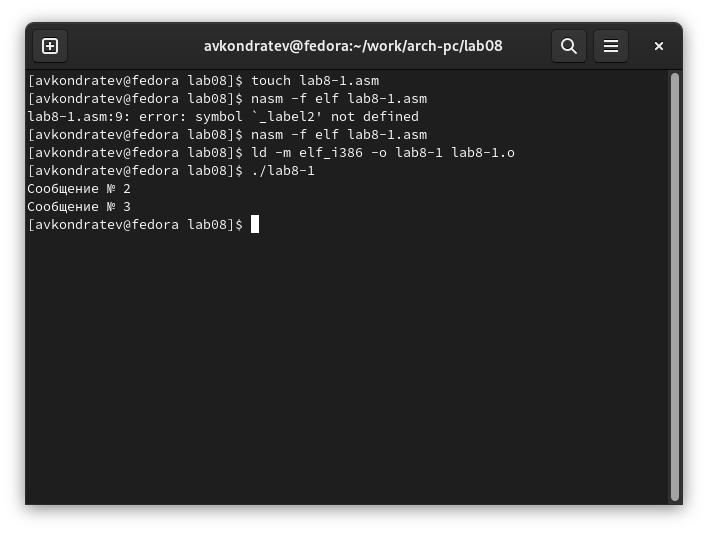 avkondratev@fedora:~/work/arch-pc/lab08
[avkondratev@fedora lab08]$ touch lab8-1.asm
[avkondratev@fedora lab08]$ nasm -f elf lab8-1.asm
lab8-1.asm:9: error: symbol `_label2' not defined
[avkondratev@fedora lab08]$ nasm -f elf lab8-1.asm
[avkondratev@fedora lab08]$ ld -m elf_i386 -o lab8-1 lab8-1.o
[avkondratev@fedora lab08]$ ./lab8-1
Сообщение № 2
Сообщение № 3
[avkondratev@fedora lab08]$